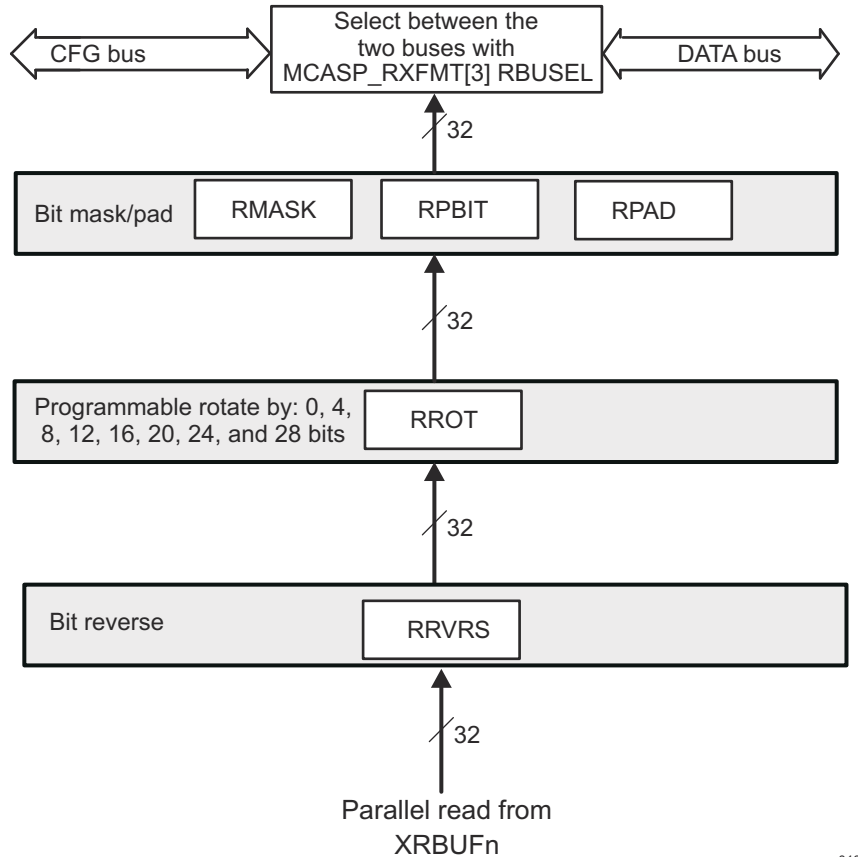 Select between the
two buses with
MCASP_RXFMT[3] RBUSEL
CFG bus
DATA bus
32
Bit mask/pad
RMASK
RPBIT
RPAD
32
Programmable rotate by: 0, 4,
8, 12, 16, 20, 24, and 28 bits
RROT
32
Bit reverse
RRVRS
32
Parallel read from
XRBUFn